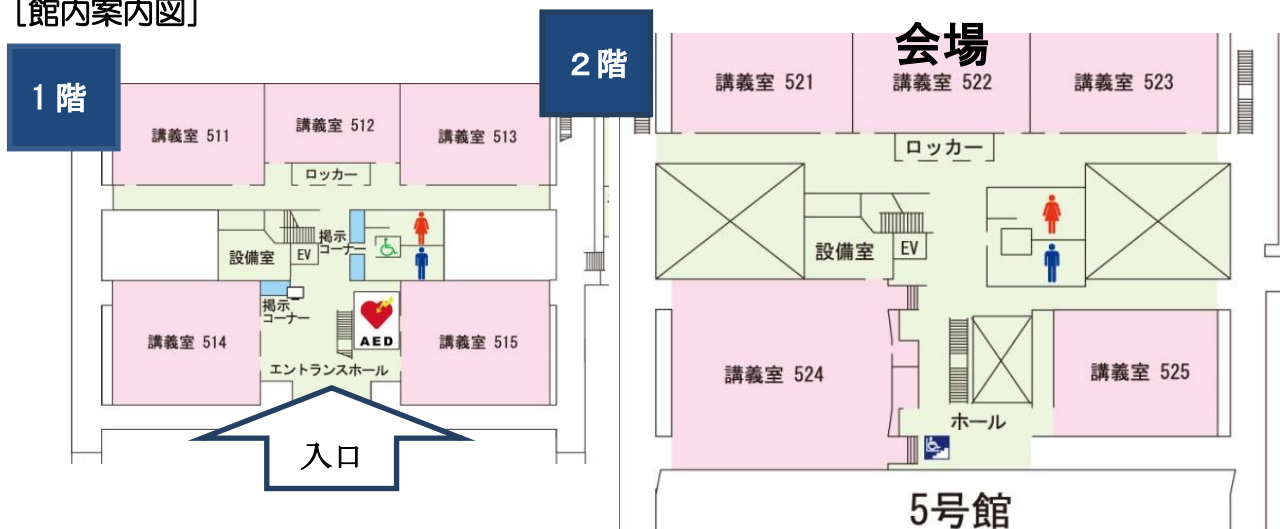 [館内案内図]
1階
講義室 511
講義室 512
講義室 513
ロッカー
掲示
コーナー
設備室
EV
掲示
コーナー
講義室 514
AED
講義室 515
エントランスホール
入口
2階
会場
講義室 521
講義室 522
講義室 523
ロッカー
設備室
EV
講義室 524
講義室 525
ホール
5号館